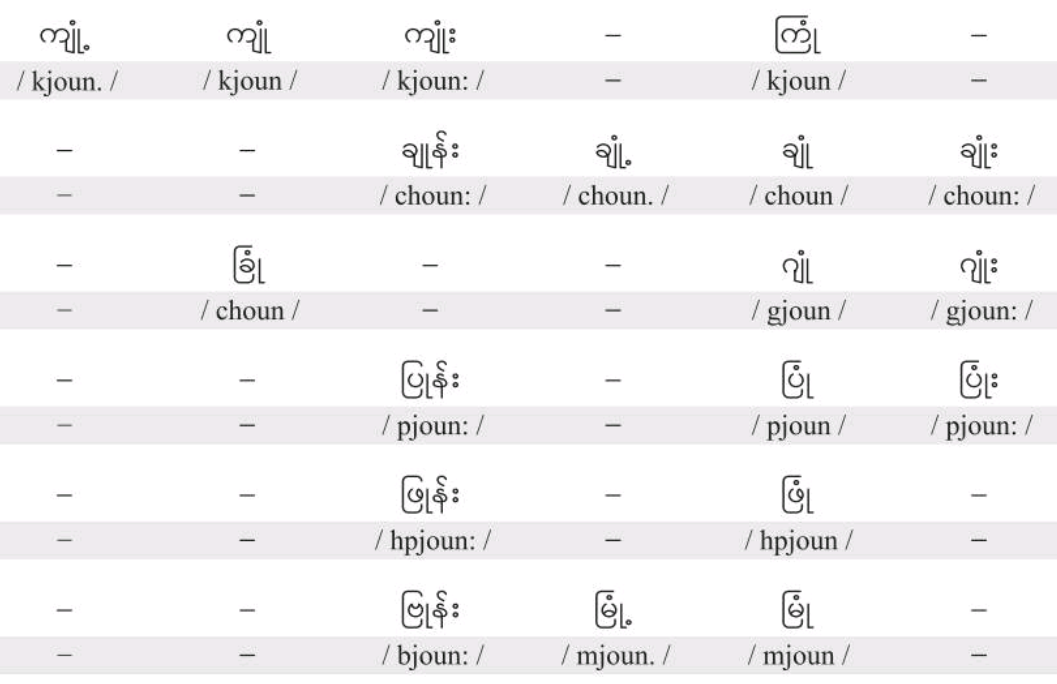 ကျုံ့ ကျုံ ကျုံး – ကြုံ –
/ kjoun. / / kjoun / / kjoun: / – / kjoun / –
– – ချုန်း ချုံ့ ချုံ ချုံး
– – / choun: / / choun. / / choun / / choun: /
– ခြုံ – – ဂျုံ ဂျုံး
– / choun / – – / gjoun / / gjoun: /
– – ပြုန်း – ပြုံ ပြုံး
– – / pjoun: / – / pjoun / / pjoun: /
– – ဖြုန်း – ဖြုံ –
– – / hpjoun: / – / hpjoun / –
– – ဗြုန်း မြုံ့ မြုံ –
– – / bjoun: / / mjoun. / / mjoun / –